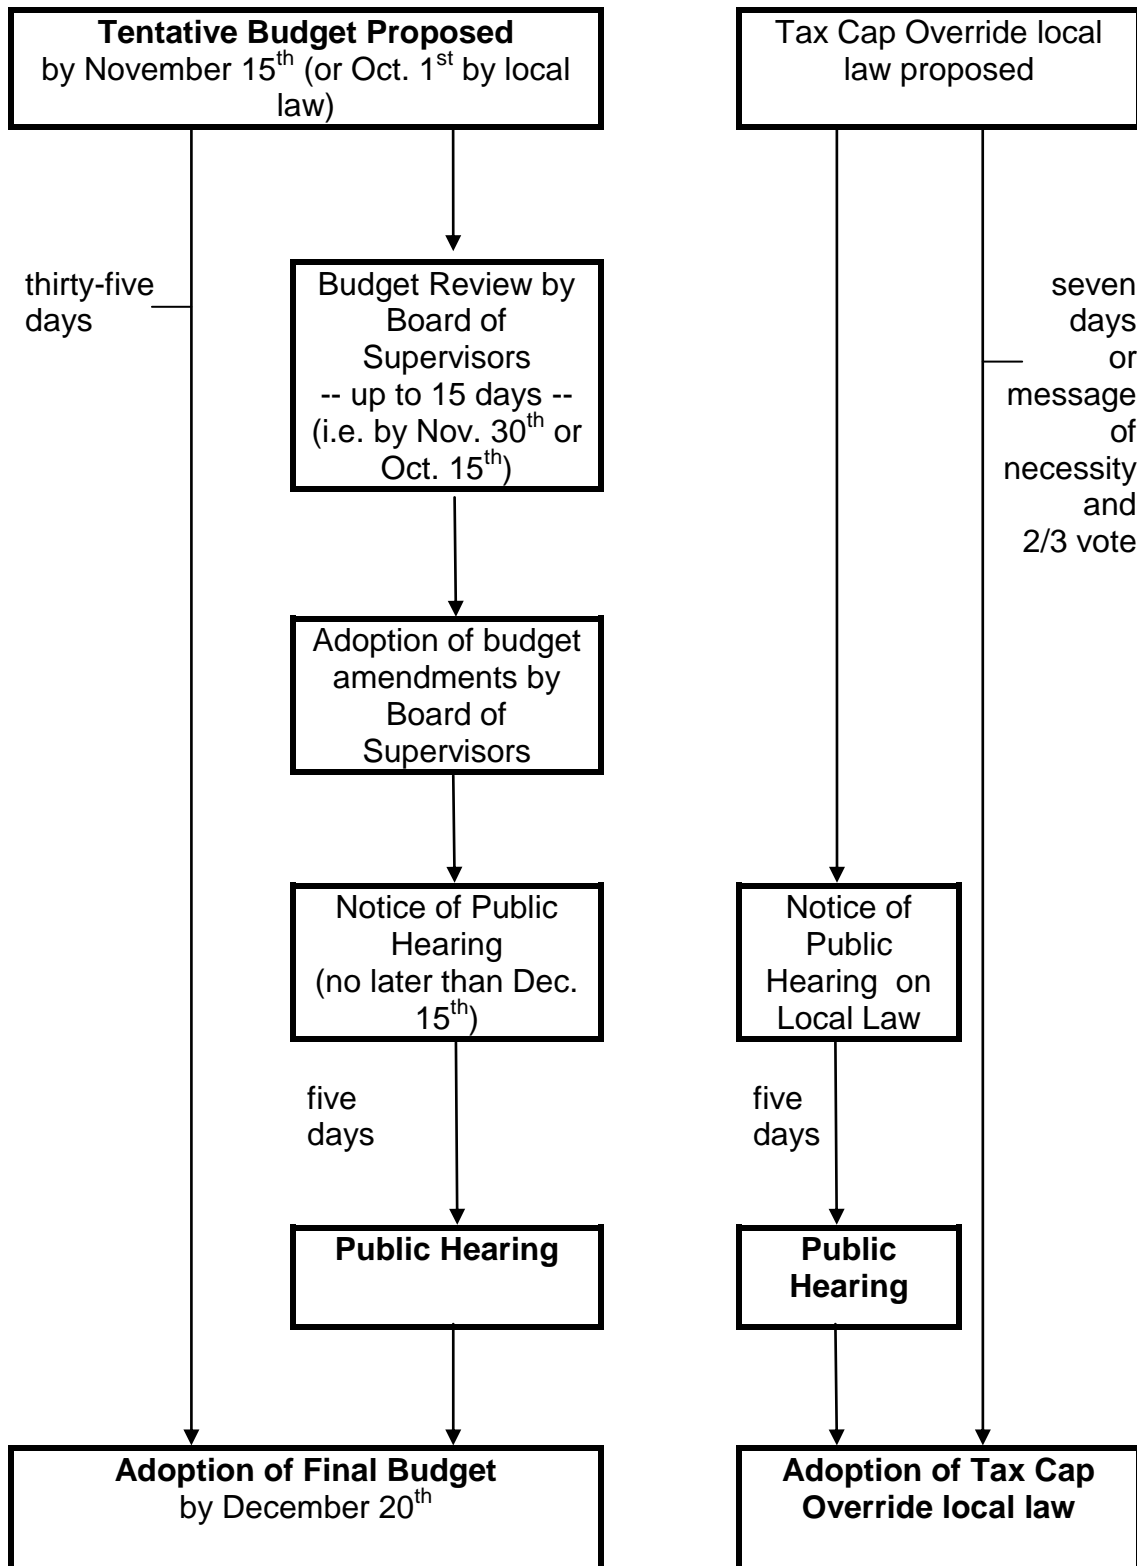 Tentative Budget Proposed
by November 15th (or Oct. 1st by local
law)
thirty-five
days
Budget Review by
Board of
Supervisors
-- up to 15 days --
(i.e. by Nov. 30th or
Oct. 15th)
Adoption of budget
amendments by
Board of
Supervisors
Notice of Public
Hearing
(no later than Dec.
15th)
five
days
Public Hearing
Adoption of Final Budget
by December 20th
Tax Cap Override local
law proposed
seven
days
or
message
of
necessity
and
2/3 vote
Notice of
Public
Hearing on
Local Law
five
days
Public
Hearing
Adoption of Tax Cap
Override local law